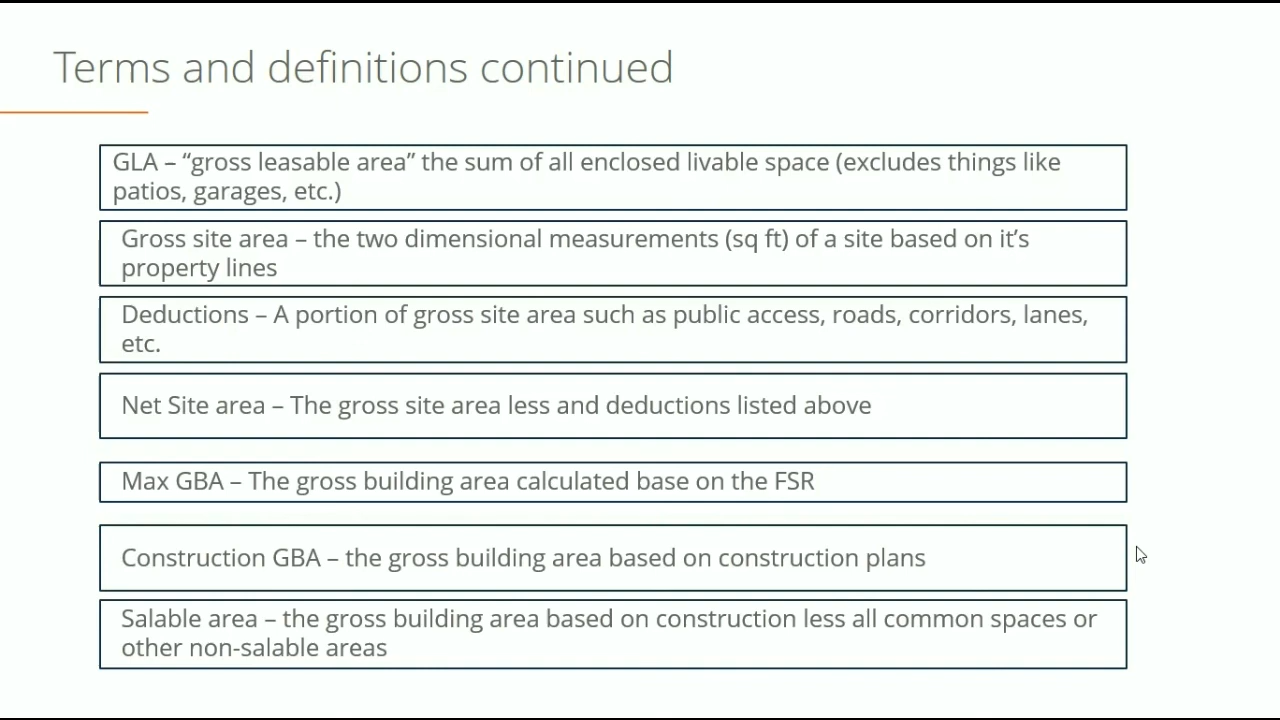 Terms and definitions continued
GLA – “gross leasable area” the sum of all enclosed livable space (excludes things like
patios, garages, etc.)
Gross site area – the two dimensional measurements (sq ft) of a site based on it’s
property lines
Deductions – A portion of gross site area such as public access, roads, corridors, lanes,
etc.
Net Site area – The gross site area less and deductions listed above
Max GBA – The gross building area calculated base on the FSR
Construction GBA – the gross building area based on construction plans
Salable area – the gross building area based on construction less all common spaces or
other non-salable areas